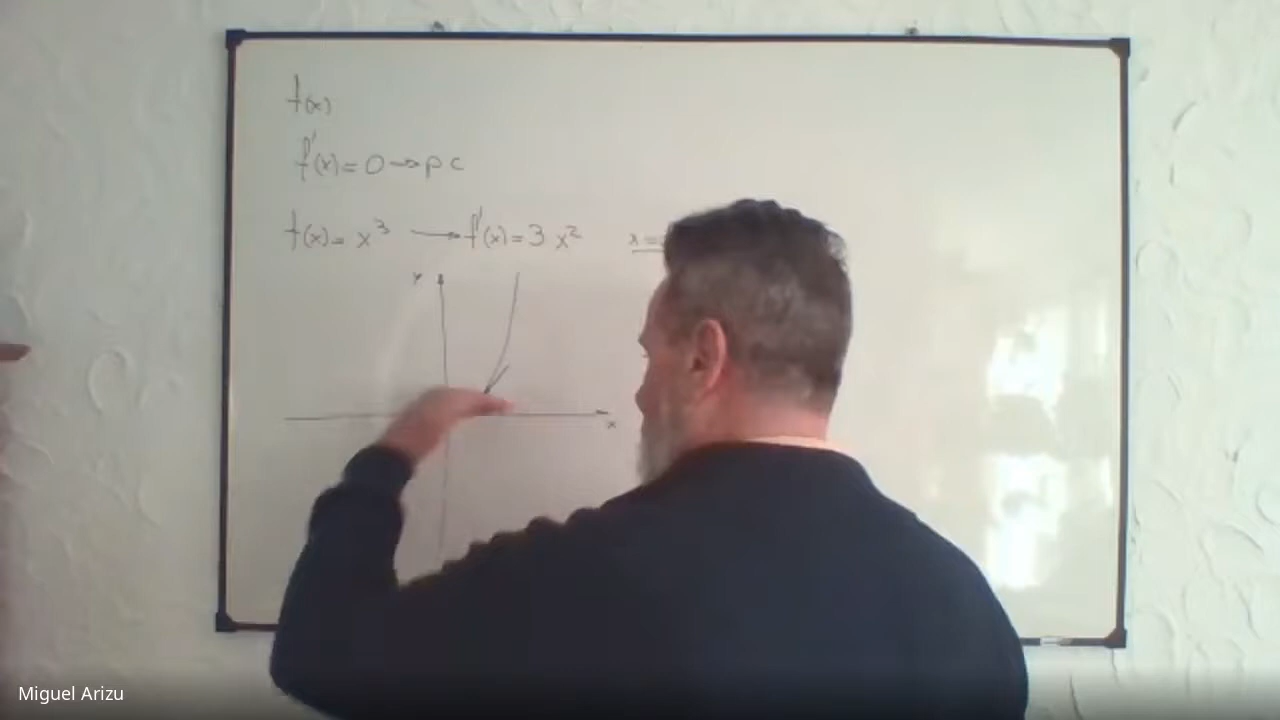 f(x)
f'(x) = 0 → p c
f(x) = x³ → f'(x) = 3 x² x =
y
x
Miguel Arizu